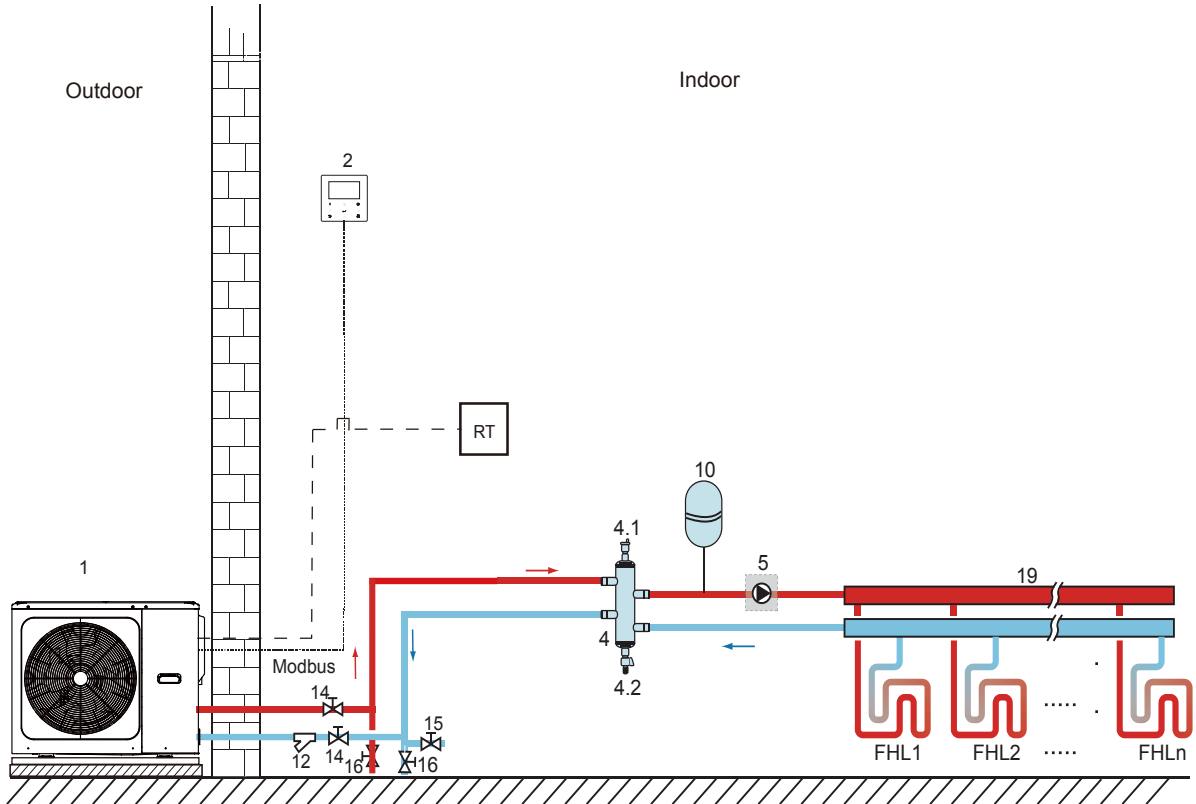 Outdoor
Indoor
2
RT
10
4.1
5
19
1
4
Modbus
4.2
14
15
12
14
16
16
FHL1
FHL2
.....
FHLn